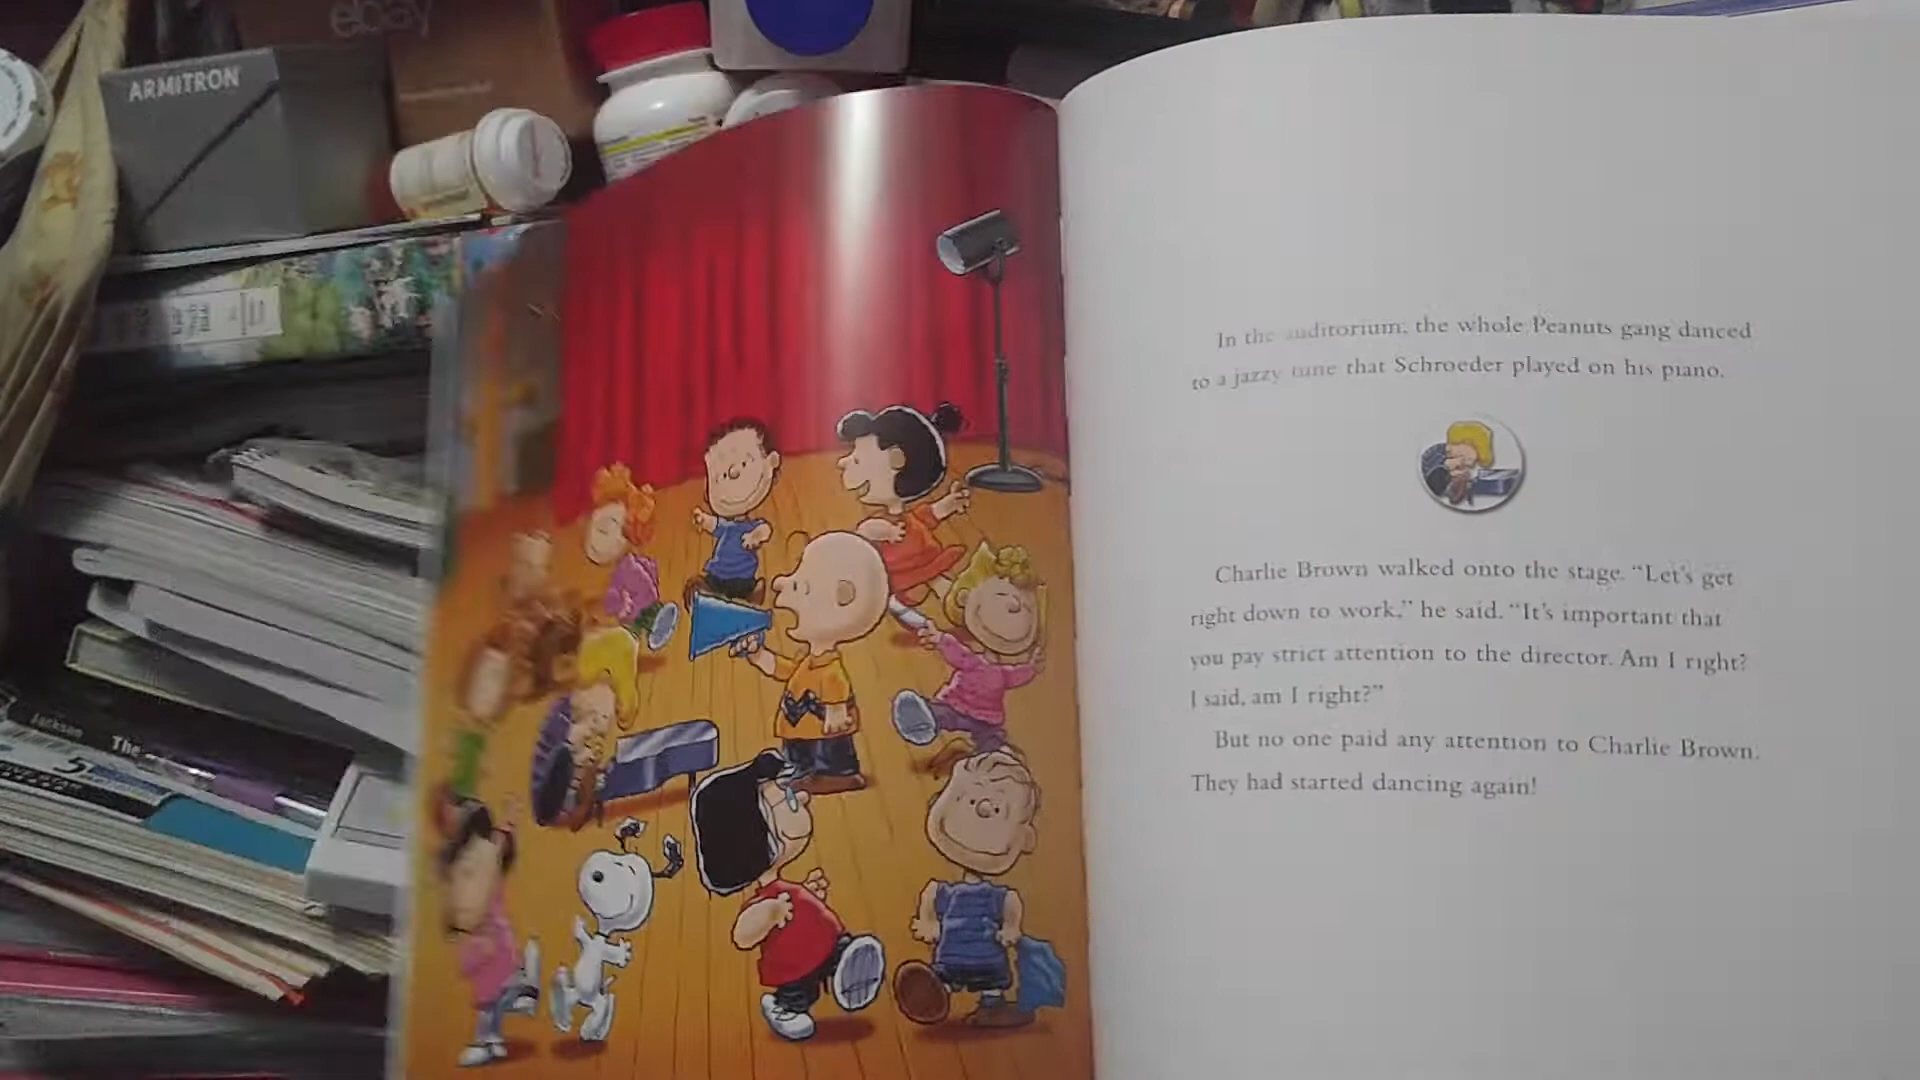 ebay
ARMITRON
Jackson
The
In the auditorium, the whole Peanuts gang danced
to a jazzy tune that Schroeder played on his piano.
Charlie Brown walked onto the stage. “Let's get
right down to work,” he said. “It's important that
you pay strict attention to the director. Am I right?
I said, am I right?”
But no one paid any attention to Charlie Brown.
They had started dancing again!